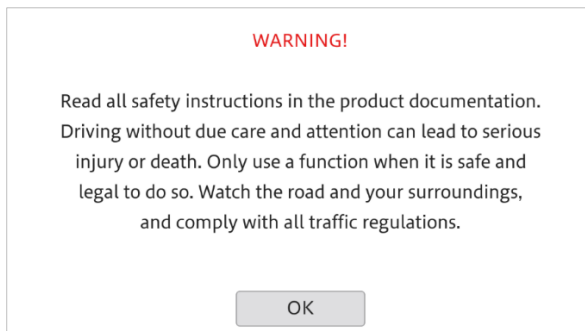 WARNING!
Read all safety instructions in the product documentation.
Driving without due care and attention can lead to serious
injury or death. Only use a function when it is safe and
legal to do so. Watch the road and your surroundings,
and comply with all traffic regulations.
OK